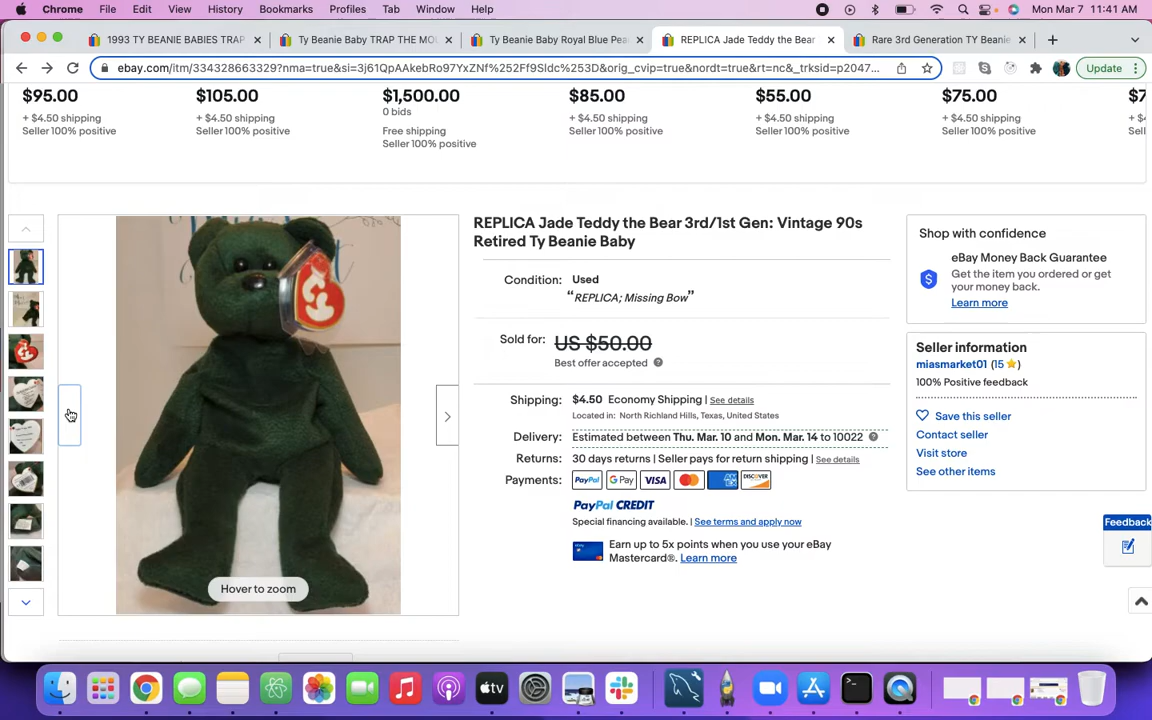 Chrome File Edit View History Bookmarks Profiles Tab Window Help Mon Mar 7 11:41 AM
1993 TY BEANIE BABIES TRAP Ty Beanie Baby TRAP THE MOU Ty Beanie Baby Royal Blue Pea REPLICA Jade Teddy the Bear Rare 3rd Generation TY Beanie
ebay.com/itm/334328663329?nma=true&si=3j61QpAAkebRo97YxZNf%252Ff9SIdc%253D&orig_cvip=true&nordt=true&rt=nc&_trksid=p2047... Update
$95.00 $105.00 $1,500.00 $85.00 $55.00 $75.00 $7
+ $4.50 shipping + $4.50 shipping 0 bids + $4.50 shipping + $4.50 shipping + $4.50 shipping + $4
Seller 100% positive Seller 100% positive Free shipping Seller 100% positive Seller 100% positive Seller 100% positive Sell
Seller 100% positive
REPLICA Jade Teddy the Bear 3rd/1st Gen: Vintage 90s
Retired Ty Beanie Baby
Condition: Used
“REPLICA; Missing Bow”
Sold for: US $50.00
Best offer accepted
Shipping: $4.50 Economy Shipping | See details
Located in: North Richland Hills, Texas, United States
Delivery: Estimated between Thu. Mar. 10 and Mon. Mar. 14 to 10022
Returns: 30 days returns | Seller pays for return shipping | See details
Payments: PayPal G Pay VISA
PayPal CREDIT
Special financing available. | See terms and apply now
Earn up to 5x points when you use your eBay
Mastercard®. Learn more
Shop with confidence
eBay Money Back Guarantee
Get the item you ordered or get
your money back.
Learn more
Seller information
miasmarket01 (15)
100% Positive feedback
Save this seller
Contact seller
Visit store
See other items
Feedback
ty
Hover to zoom
tv